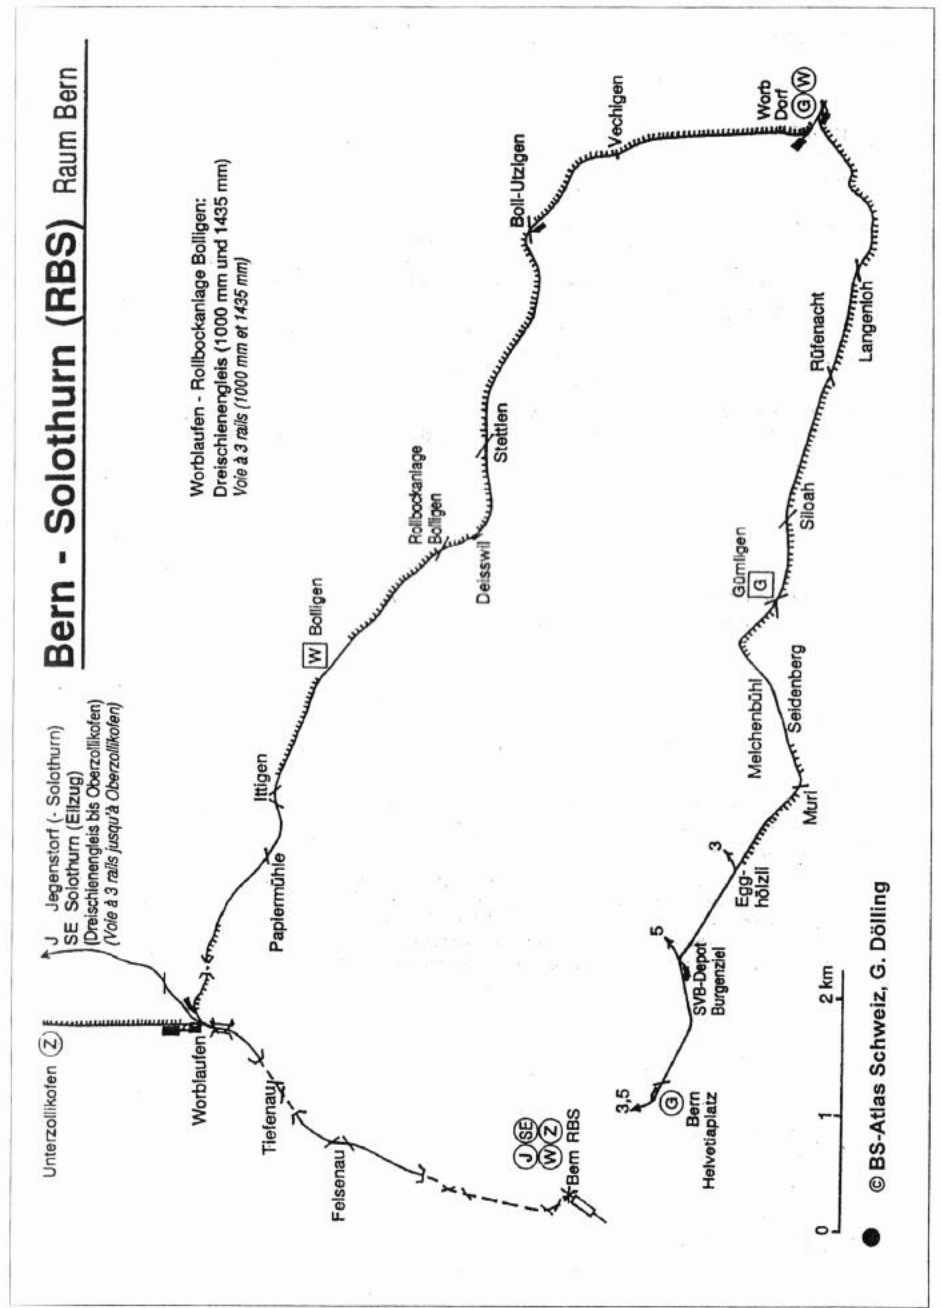 Bern - Solothurn (RBS) Raum Bern
J Jegenstorf (- Solothurn)
SE Solothurn (Eilzug)
(Dreischienengleis bis Oberzollikofen)
(Voie à 3 rails jusqu'à Oberzollikofen)
Worblaufen - Rollbockanlage Bolligen:
Dreischienengleis (1000 mm und 1435 mm)
Voie à 3 rails (1000 mm et 1435 mm)
Unterzollikofen Z
Worblaufen
Tiefenau
Felsenau
J SE
W Z
Bern RBS
Papiermühle
Ittigen
W Bolligen
Rollbockanlage
Bolligen
Deisswil
Stettlen
Boll-Utzigen
Vechigen
Worb
Dorf
G W
Langenloh
Rüfenacht
Siloah
Gümligen
G
Melchenbühl
Seidenberg
Muri
3
Egg-
hölzli
5
SVB-Depot
Burgenziel
3,5
G
Bern
Helvetiaplatz
0 1 2 km
© BS-Atlas Schweiz, G. Dölling